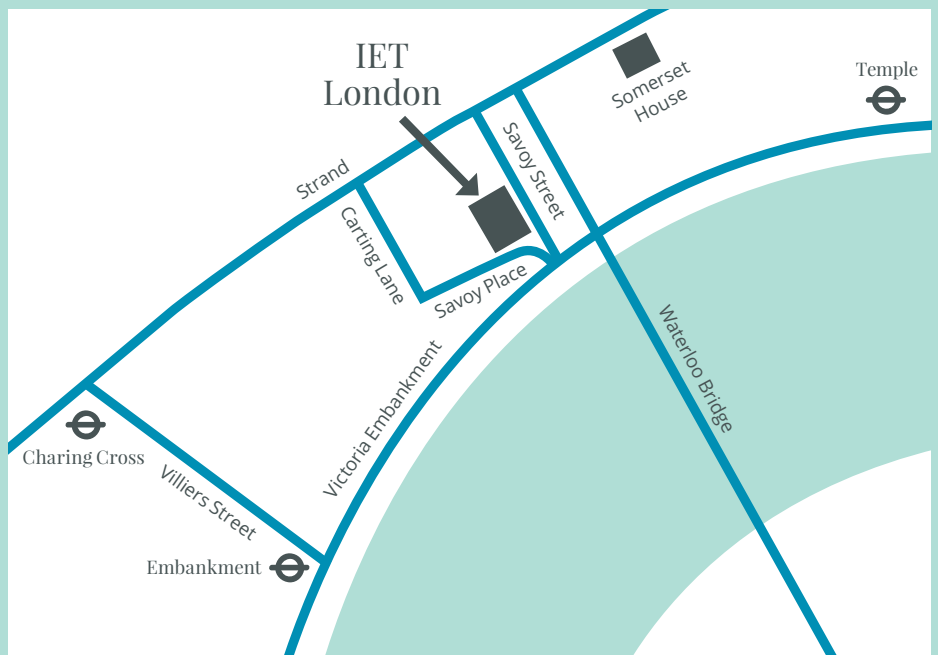 IET
London
Temple
Somerset
House
Strand
Savoy Street
Carting Lane
Savoy Place
Waterloo Bridge
Victoria Embankment
Charing Cross
Villiers Street
Embankment